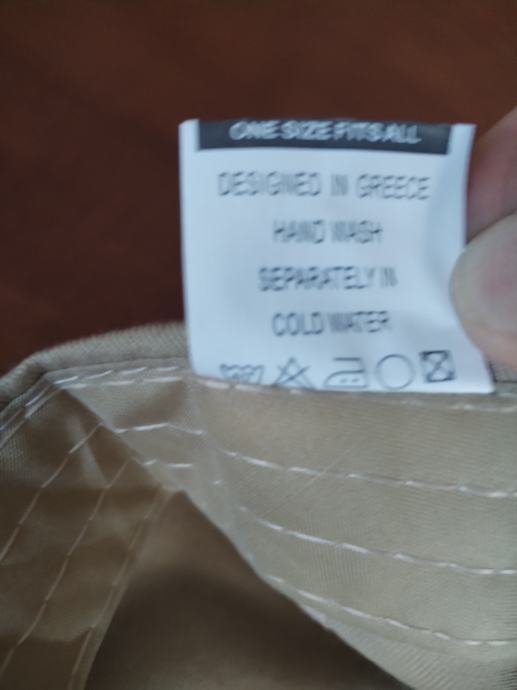 ONE SIZE FITS ALL
DESIGNED IN GREECE
HAND WASH
SEPARATELY IN
COLD WATER